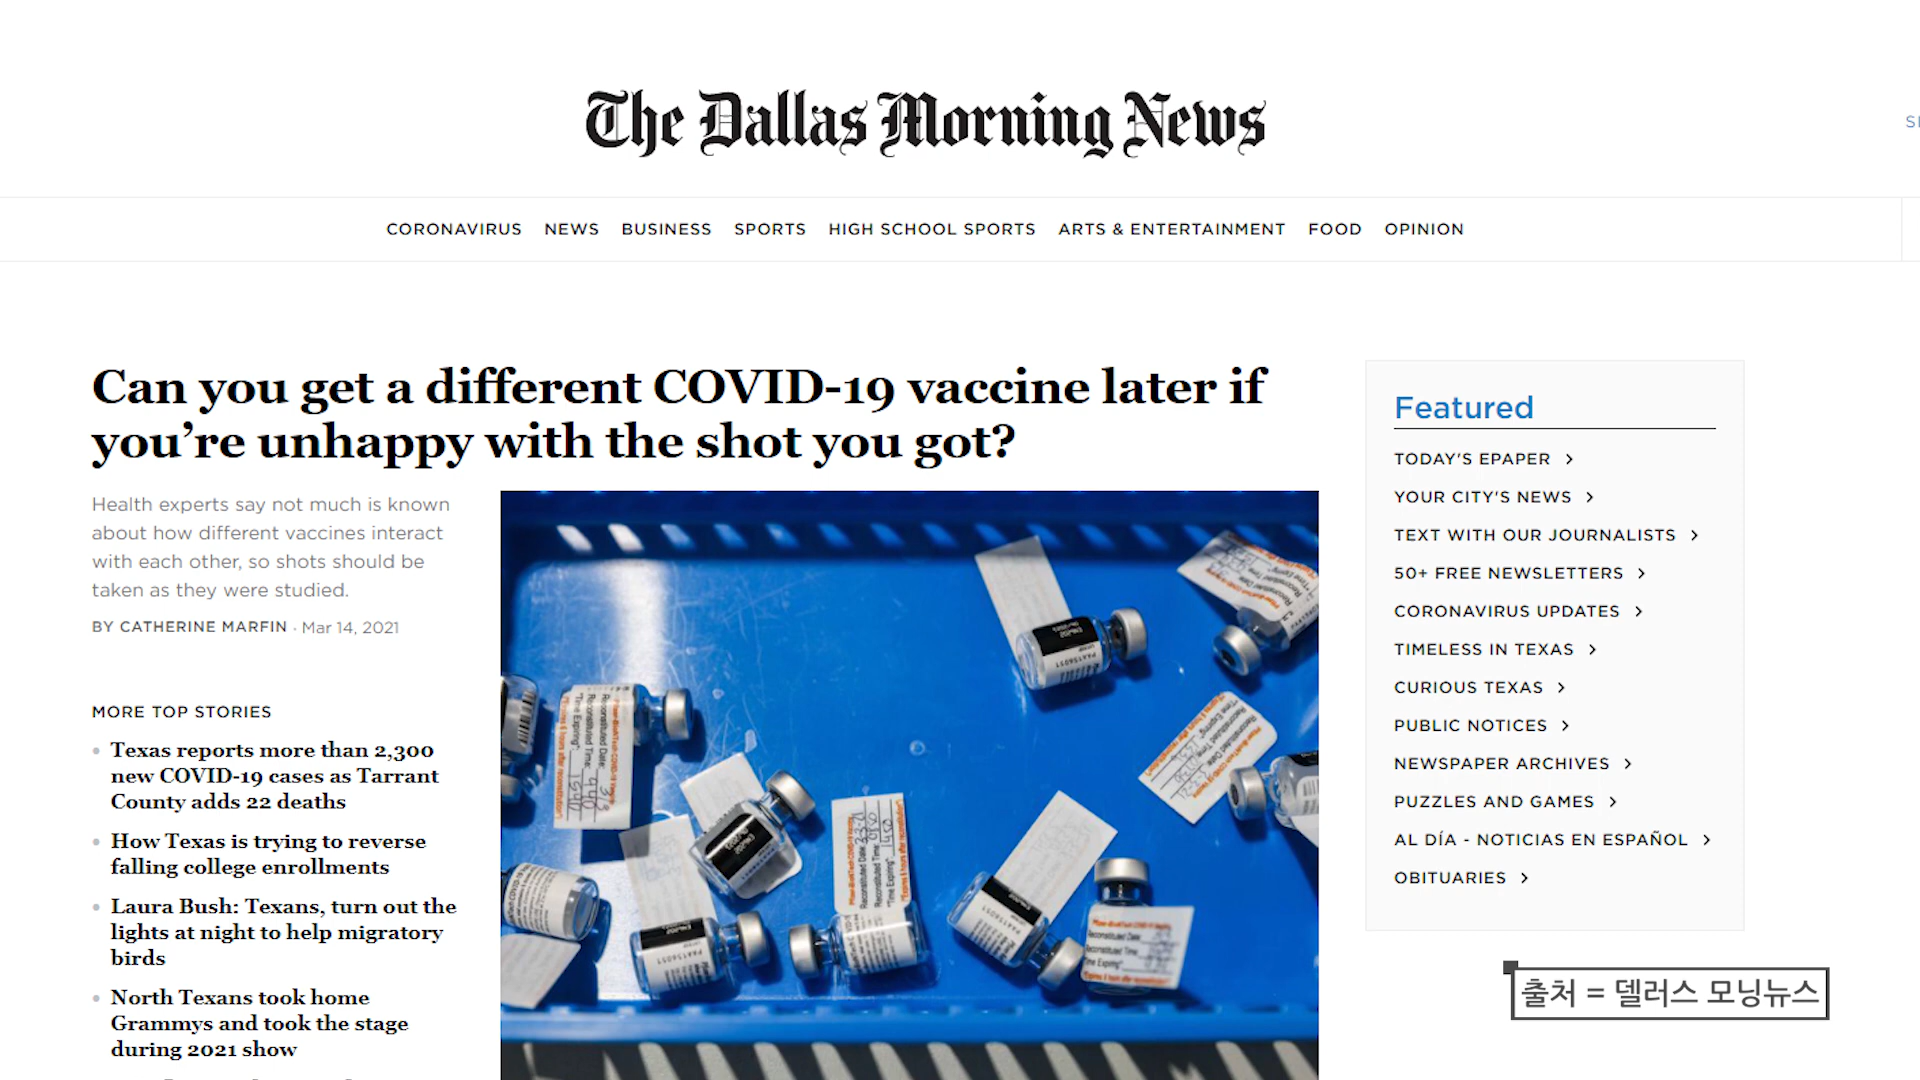 The Dallas Morning News
SI
CORONAVIRUS NEWS BUSINESS SPORTS HIGH SCHOOL SPORTS ARTS & ENTERTAINMENT FOOD OPINION
Can you get a different COVID-19 vaccine later if
you’re unhappy with the shot you got?
Health experts say not much is known
about how different vaccines interact
with each other, so shots should be
taken as they were studied.
BY CATHERINE MARFIN · Mar 14, 2021
MORE TOP STORIES
• Texas reports more than 2,300
new COVID-19 cases as Tarrant
County adds 22 deaths
• How Texas is trying to reverse
falling college enrollments
• Laura Bush: Texans, turn out the
lights at night to help migratory
birds
• North Texans took home
Grammys and took the stage
during 2021 show
Featured
TODAY'S EPAPER >
YOUR CITY'S NEWS >
TEXT WITH OUR JOURNALISTS >
50+ FREE NEWSLETTERS >
CORONAVIRUS UPDATES >
TIMELESS IN TEXAS >
CURIOUS TEXAS >
PUBLIC NOTICES >
NEWSPAPER ARCHIVES >
PUZZLES AND GAMES >
AL DÍA - NOTICIAS EN ESPAÑOL >
OBITUARIES >
출처 = 델러스 모닝뉴스